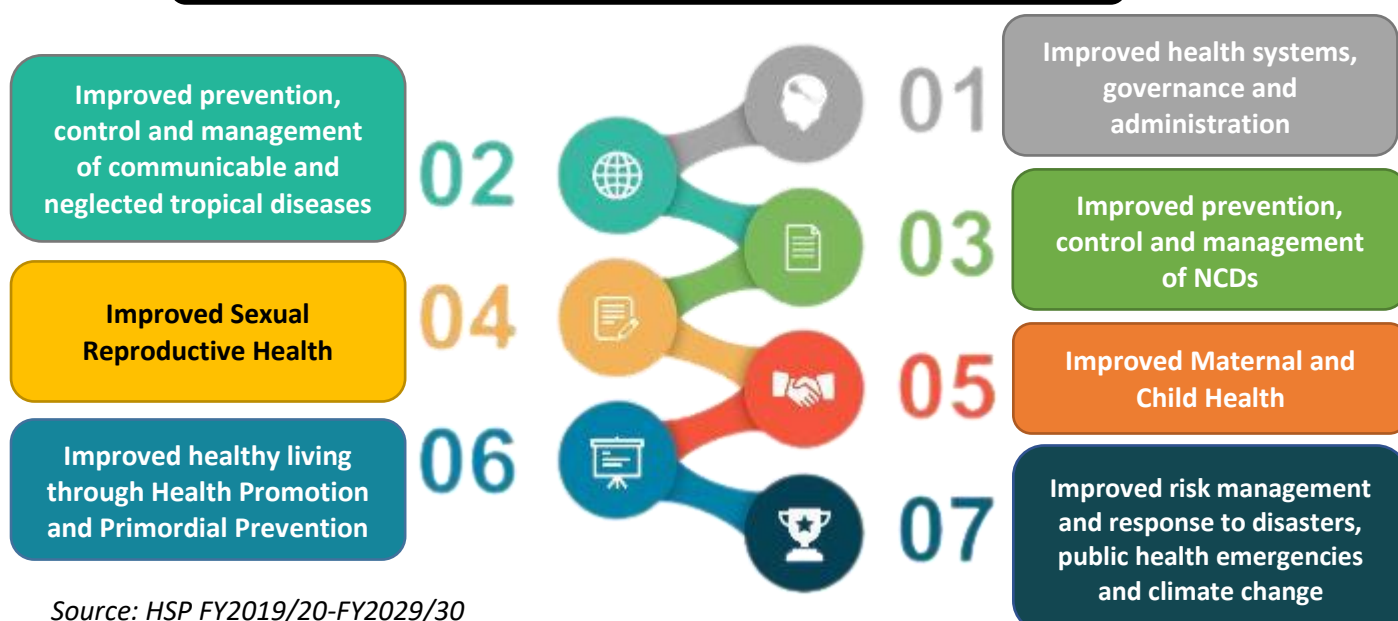 01
Improved health systems,
governance and
administration
02
Improved prevention,
control and management
of communicable and
neglected tropical diseases
03
Improved prevention,
control and management
of NCDs
04
Improved Sexual
Reproductive Health
05
Improved Maternal and
Child Health
06
Improved healthy living
through Health Promotion
and Primordial Prevention
07
Improved risk management
and response to disasters,
public health emergencies
and climate change
Source: HSP FY2019/20-FY2029/30